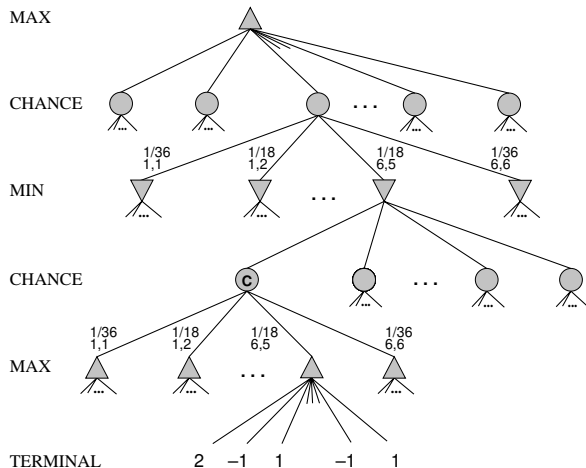 MAX
CHANCE
...
...
. . .
...
...
...
1/36
1,1
1/18
1,2
1/18
6,5
1/36
6,6
MIN
...
...
. . .
...
CHANCE
C
...
. . .
...
...
1/36
1,1
1/18
1,2
1/18
6,5
1/36
6,6
MAX
...
...
. . .
...
TERMINAL
2 –1 1 –1 1